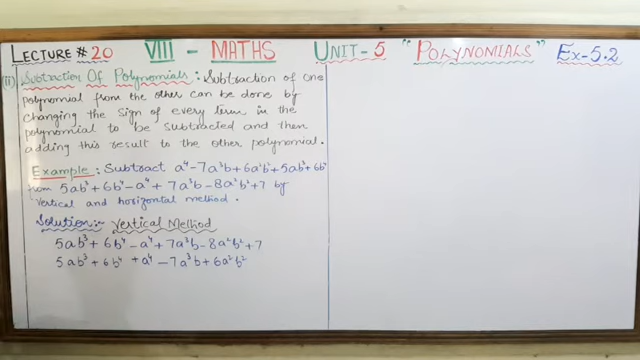 LECTURE # 20 VIII - MATHS UNIT-5 "POLYNOMIALS" Ex-5.2
(II) Subtraction Of Polynomials: Subtraction of one
polynomial from the other can be done by
changing the sign of every term in the
polynomial to be subtracted and then
adding this result to the other polynomial.
Example: Subtract a⁴-7a³b+6a²b²+5ab³+6b⁴
from 5ab³+6b⁴-a⁴+7a³b-8a²b²+7 by
Vertical and horizontal method.
Solution:- Vertical Method
5ab³+6b⁴-a⁴+7a³b-8a²b²+7
5ab³+6b⁴+a⁴-7a³b+6a²b²